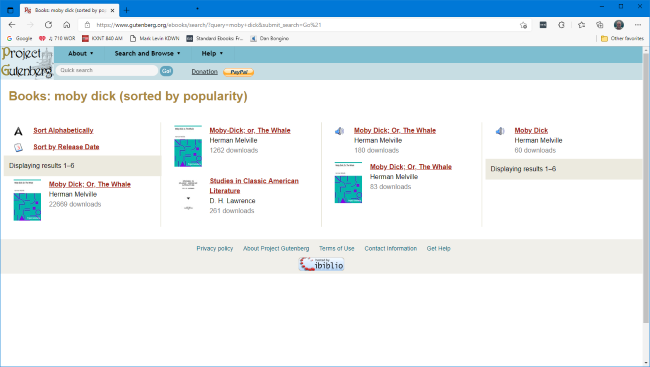 Books: moby dick (sorted by po
https://www.gutenberg.org/ebooks/search/?query=moby+dick&submit_search=Go%21
Google
710 WOR
KXNT 840 AM
Mark Levin KDWN
Standard Ebooks: Fr...
Dan Bongino
Other favorites
Project
Gutenberg
About ▼
Search and Browse ▼
Help ▼
Quick search
Go!
Donation
PayPal
Books: moby dick (sorted by popularity)
Sort Alphabetically
Sort by Release Date
Displaying results 1–6
Moby Dick; Or, The Whale
Herman Melville
22669 downloads
Moby-Dick; or, The Whale
Herman Melville
1262 downloads
Studies in Classic American
Literature
D. H. Lawrence
261 downloads
Moby Dick; Or, The Whale
Herman Melville
Moby Dick; Or, The Whale
Herman Melville
83 downloads
Moby Dick
Herman Melville
60 downloads
Displaying results 1–6
Privacy policy
About Project Gutenberg
Terms of Use
Contact Information
Get Help
ibiblio